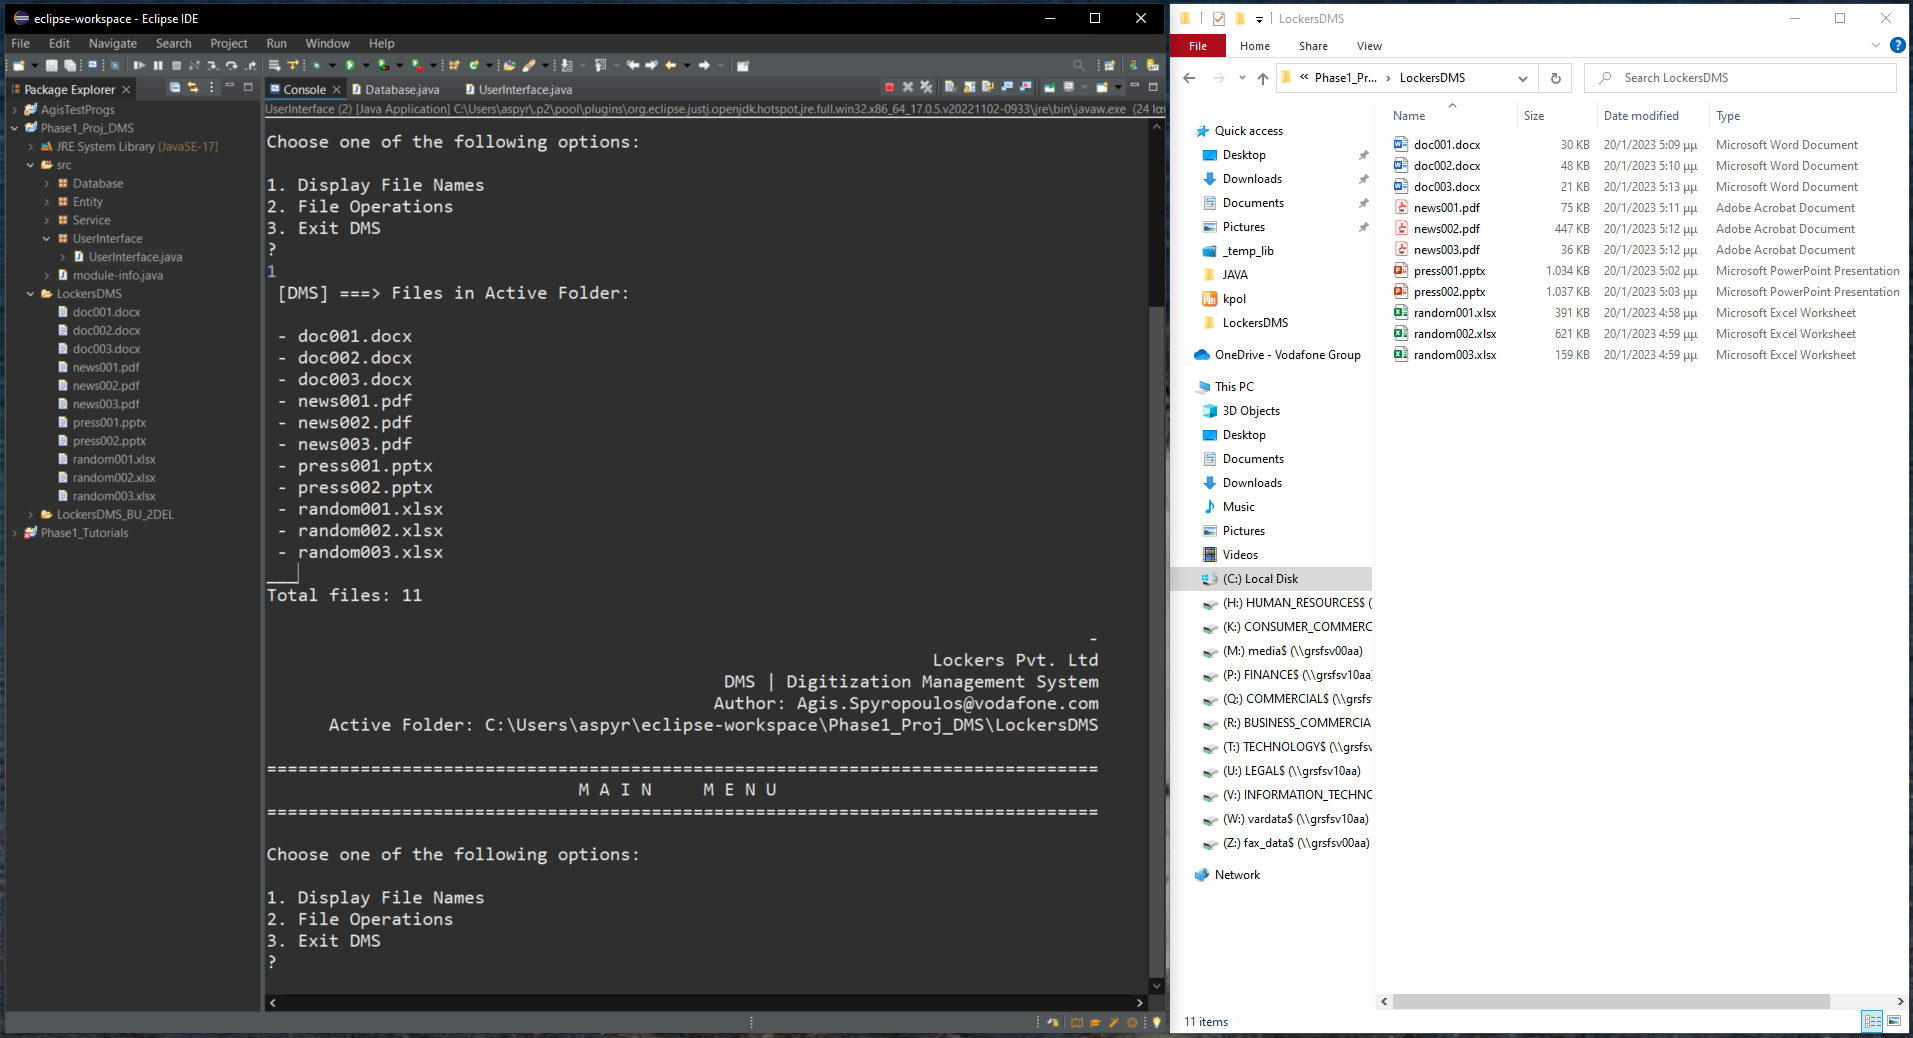 eclipse-workspace - Eclipse IDE
File Edit Navigate Search Project Run Window Help
Package Explorer
AgisTestProgs
Phase1_Proj_DMS
JRE System Library [JavaSE-17]
src
Database
Entity
Service
UserInterface
UserInterface.java
module-info.java
LockersDMS
doc001.docx
doc002.docx
doc003.docx
news001.pdf
news002.pdf
news003.pdf
press001.pptx
press002.pptx
random001.xlsx
random002.xlsx
random003.xlsx
LockersDMS_BU_2DEL
Phase1_Tutorials
Console Database.java UserInterface.java
UserInterface (2) [Java Application] C:\Users\aspyr\.p2\pool\plugins\org.eclipse.justj.openjdk.hotspot.jre.full.win32.x86_64_17.0.5.v20221102-0933\jre\bin\javaw.exe (24 Ιαν
Choose one of the following options:
1. Display File Names
2. File Operations
3. Exit DMS
?
1
[DMS] ===> Files in Active Folder:
- doc001.docx
- doc002.docx
- doc003.docx
- news001.pdf
- news002.pdf
- news003.pdf
- press001.pptx
- press002.pptx
- random001.xlsx
- random002.xlsx
- random003.xlsx
___
Total files: 11
-
Lockers Pvt. Ltd
DMS | Digitization Management System
Author: Agis.Spyropoulos@vodafone.com
Active Folder: C:\Users\aspyr\eclipse-workspace\Phase1_Proj_DMS\LockersDMS
================================================================================
M A I N     M E N U
================================================================================
Choose one of the following options:
1. Display File Names
2. File Operations
3. Exit DMS
?
LockersDMS
File Home Share View
« Phase1_Pr... › LockersDMS
Search LockersDMS
Quick access
Desktop
Downloads
Documents
Pictures
_temp_lib
JAVA
kpol
LockersDMS
OneDrive - Vodafone Group
This PC
3D Objects
Desktop
Documents
Downloads
Music
Pictures
Videos
(C:) Local Disk
(H:) HUMAN_RESOURCES$ (
(K:) CONSUMER_COMMERC
(M:) media$ (\\grsfsv00aa)
(P:) FINANCE$ (\\grsfsv10aa)
(Q:) COMMERCIAL$ (\\grsfs
(R:) BUSINESS_COMMERCIA
(T:) TECHNOLOGY$ (\\grsfsv
(U:) LEGAL$ (\\grsfsv10aa)
(V:) INFORMATION_TECHNC
(W:) vardata$ (\\grsfsv10aa)
(Z:) fax_data$ (\\grsfsv00aa)
Network
Name Size Date modified Type
doc001.docx 30 KB 20/1/2023 5:09 μμ Microsoft Word Document
doc002.docx 48 KB 20/1/2023 5:10 μμ Microsoft Word Document
doc003.docx 21 KB 20/1/2023 5:13 μμ Microsoft Word Document
news001.pdf 75 KB 20/1/2023 5:11 μμ Adobe Acrobat Document
news002.pdf 447 KB 20/1/2023 5:12 μμ Adobe Acrobat Document
news003.pdf 36 KB 20/1/2023 5:12 μμ Adobe Acrobat Document
press001.pptx 1.034 KB 20/1/2023 5:02 μμ Microsoft PowerPoint Presentation
press002.pptx 1.037 KB 20/1/2023 5:03 μμ Microsoft PowerPoint Presentation
random001.xlsx 391 KB 20/1/2023 4:58 μμ Microsoft Excel Worksheet
random002.xlsx 621 KB 20/1/2023 4:59 μμ Microsoft Excel Worksheet
random003.xlsx 159 KB 20/1/2023 4:59 μμ Microsoft Excel Worksheet
11 items